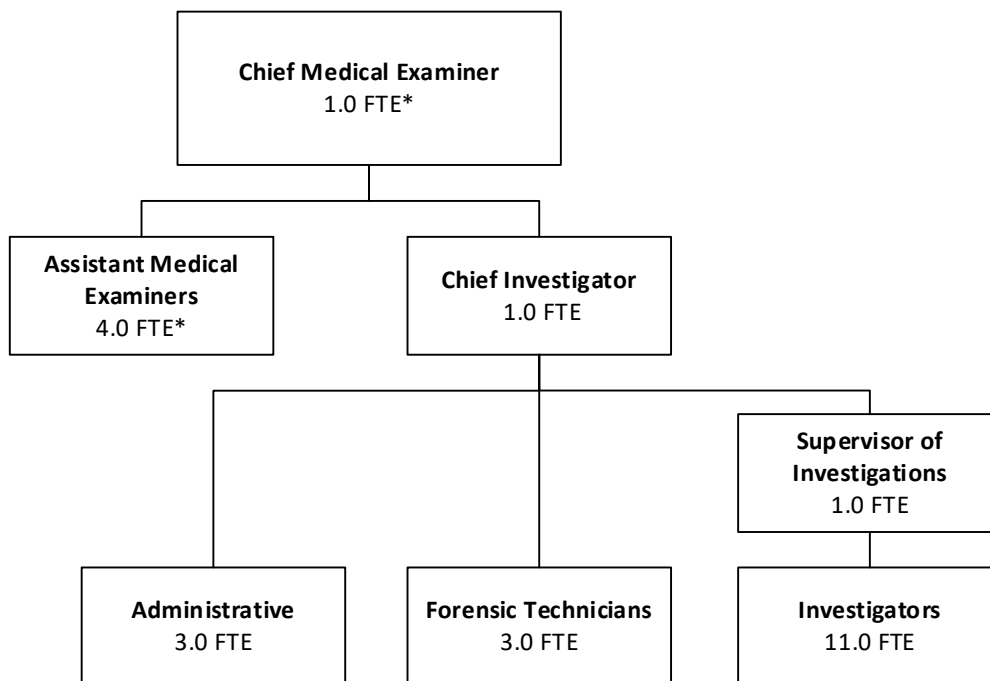 Chief Medical Examiner
1.0 FTE*
Assistant Medical
Examiners
4.0 FTE*
Chief Investigator
1.0 FTE
Supervisor of
Investigations
1.0 FTE
Administrative
3.0 FTE
Forensic Technicians
3.0 FTE
Investigators
11.0 FTE